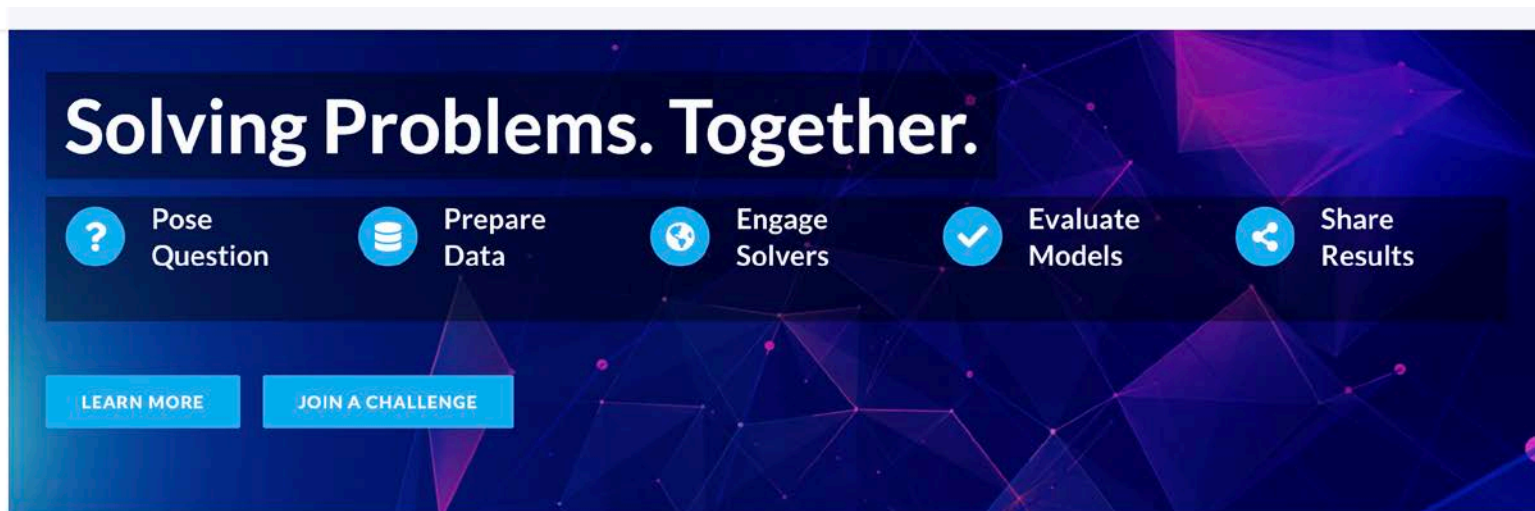 Solving Problems. Together.
Pose
Question
Prepare
Data
Engage
Solvers
Evaluate
Models
Share
Results
LEARN MORE
JOIN A CHALLENGE